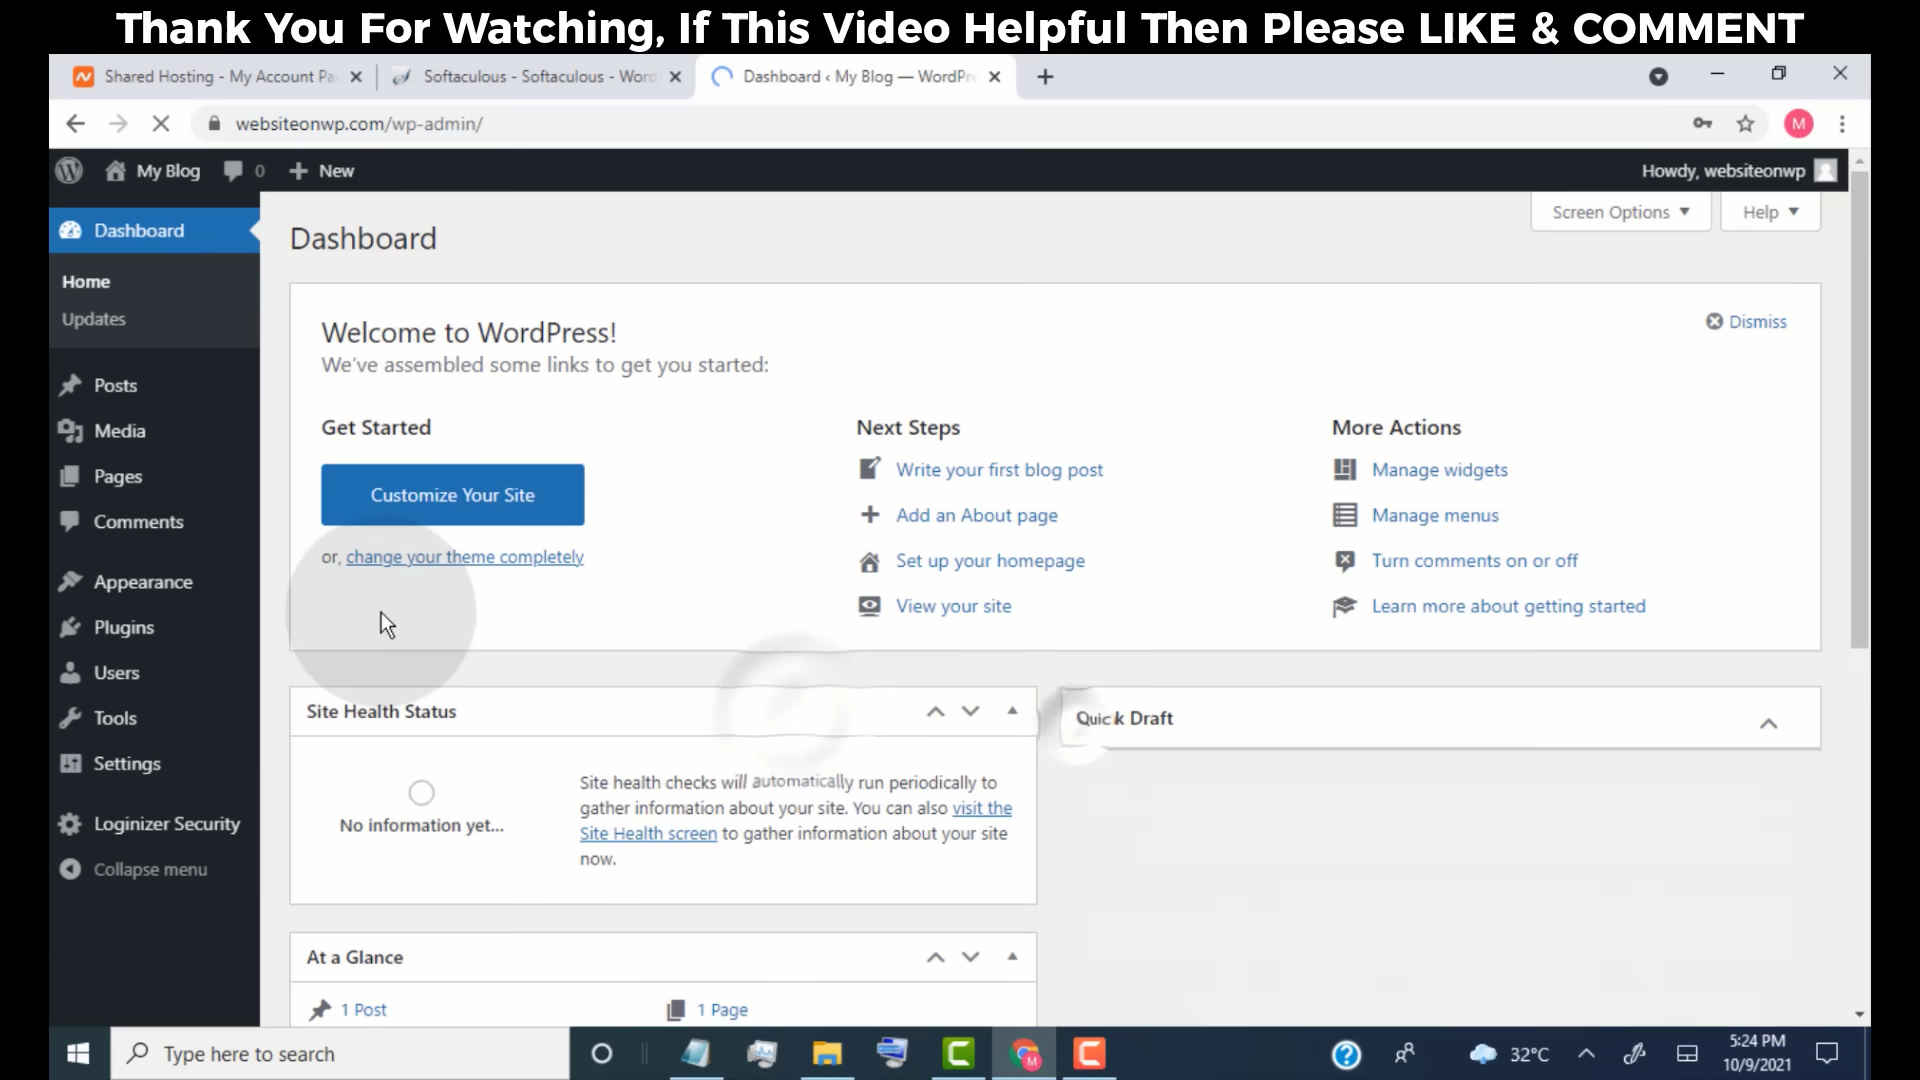 Thank You For Watching, If This Video Helpful Then Please LIKE & COMMENT
Shared Hosting - My Account Pa
Softaculous - Softaculous - Word
Dashboard ‹ My Blog — WordPre
websiteonwp.com/wp-admin/
M
My Blog
0
New
Howdy, websiteonwp
Screen Options
Help
Dashboard
Home
Updates
Posts
Media
Pages
Comments
Appearance
Plugins
Users
Tools
Settings
Loginizer Security
Collapse menu
Dashboard
Welcome to WordPress!
Dismiss
We've assembled some links to get you started:
Get Started
Customize Your Site
or, change your theme completely
Next Steps
Write your first blog post
Add an About page
Set up your homepage
View your site
More Actions
Manage widgets
Manage menus
Turn comments on or off
Learn more about getting started
Site Health Status
No information yet...
Site health checks will automatically run periodically to
gather information about your site. You can also visit the
Site Health screen to gather information about your site
now.
Quick Draft
At a Glance
1 Post
1 Page
Type here to search
32°C
5:24 PM
10/9/2021